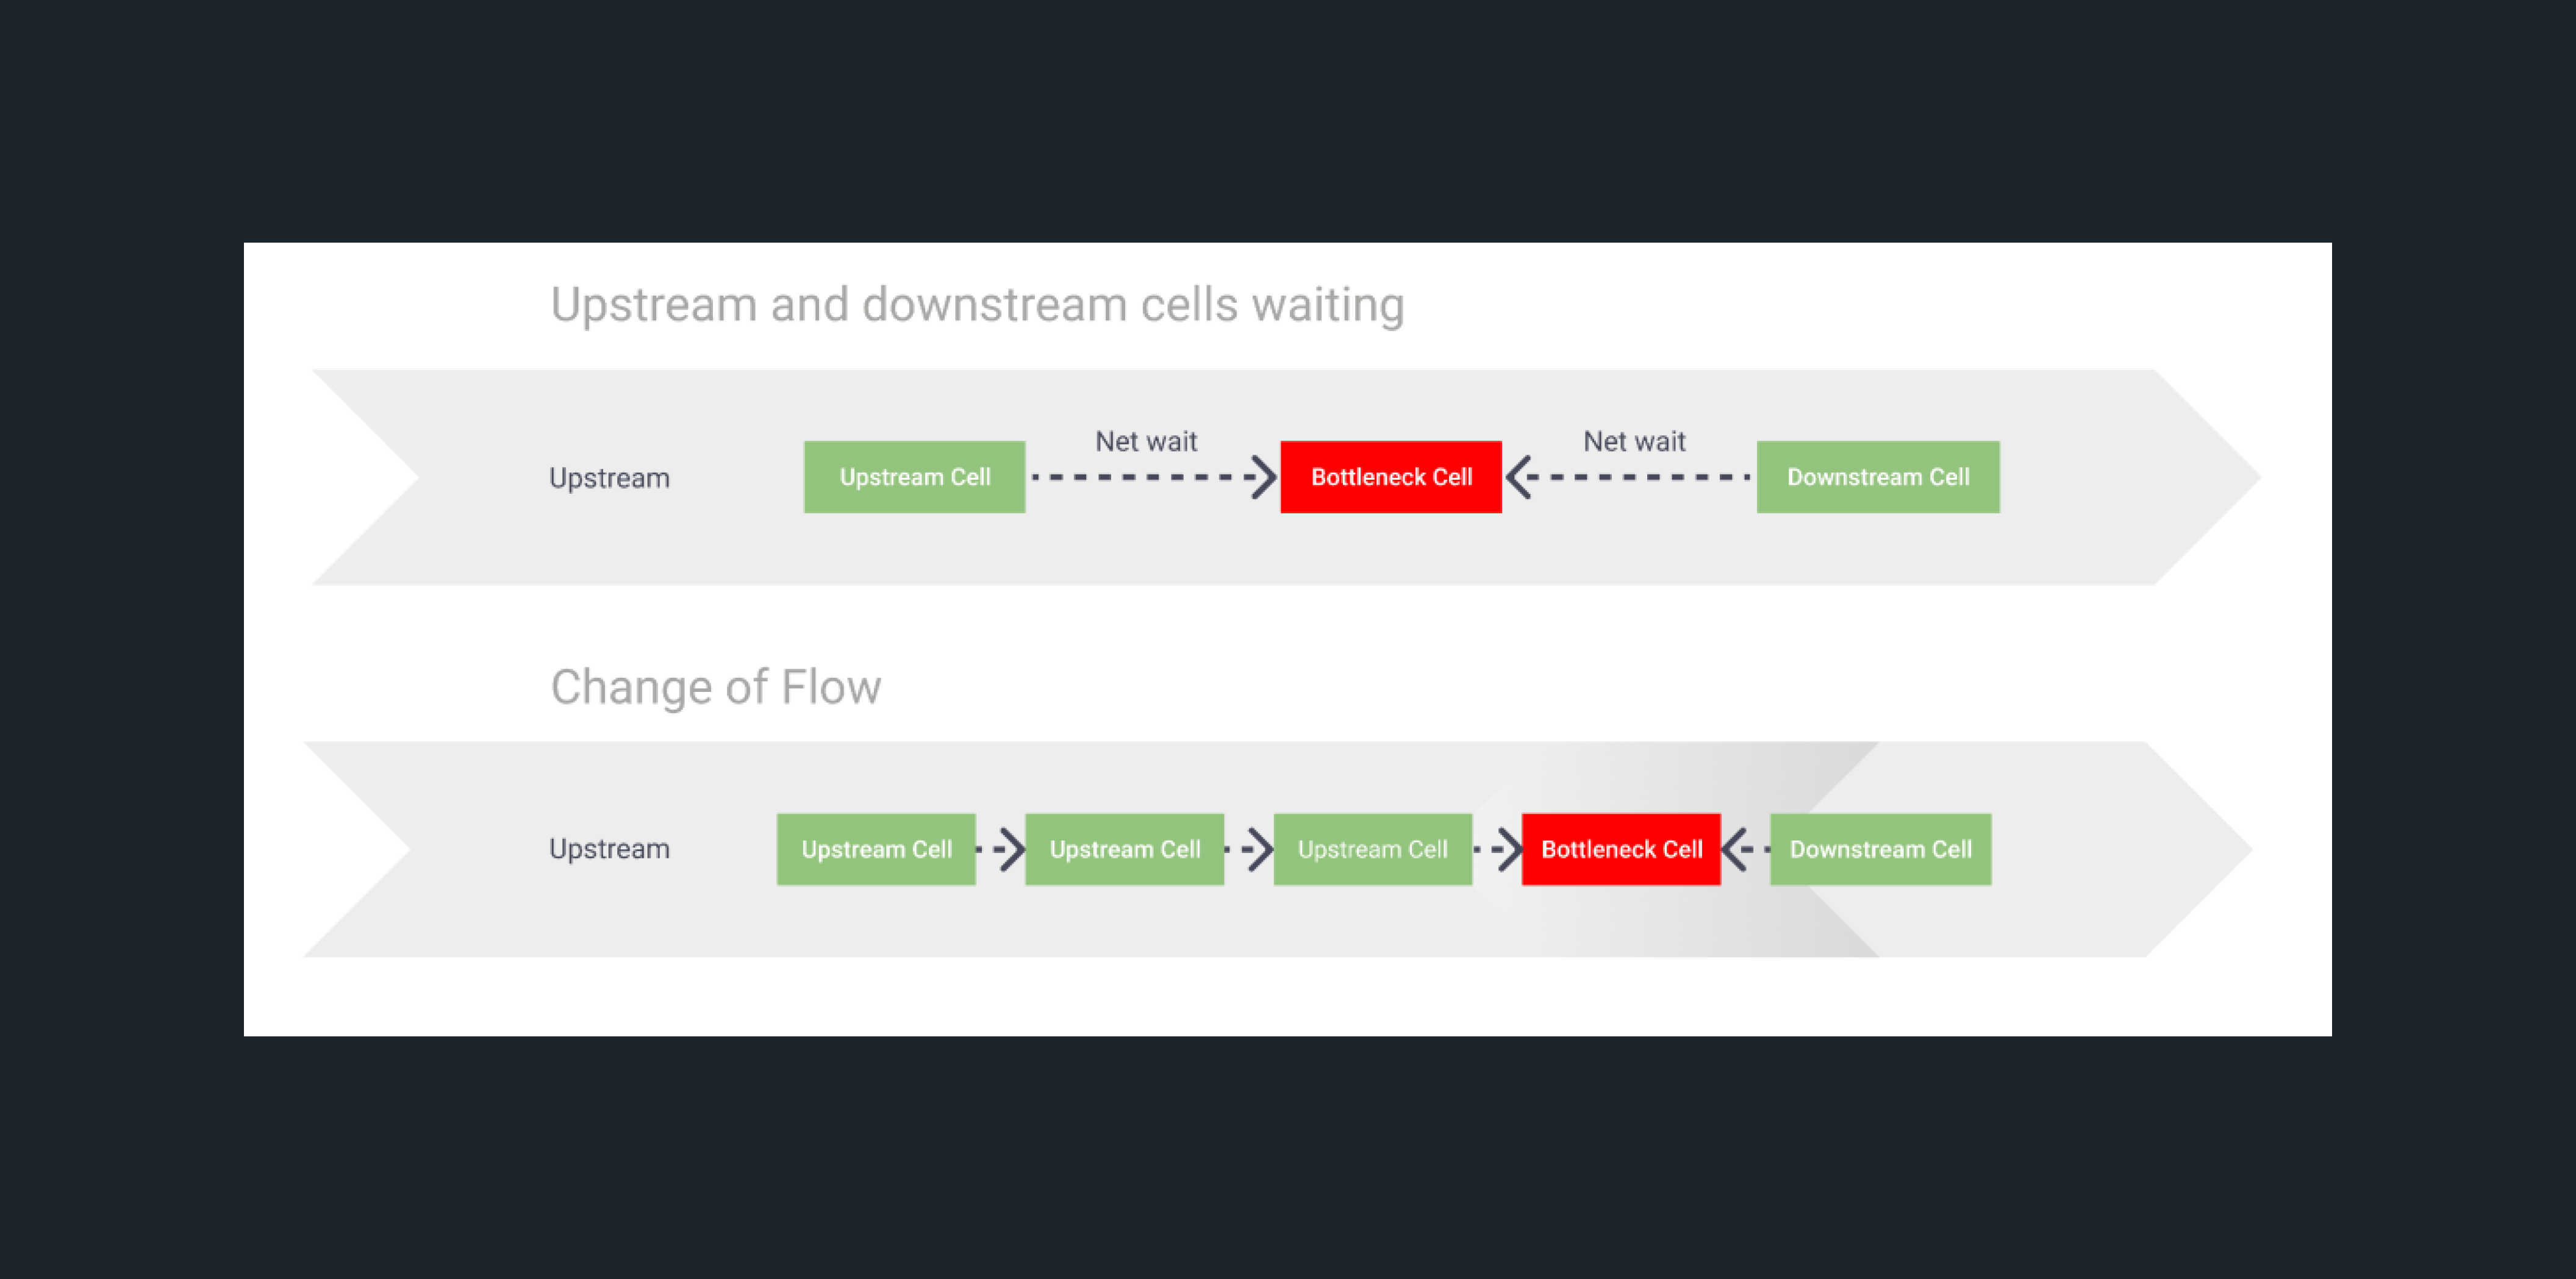 Upstream and downstream cells waiting
Net wait Net wait
Upstream Upstream Cell Bottleneck Cell Downstream Cell
Change of Flow
Upstream Upstream Cell Upstream Cell Upstream Cell Bottleneck Cell Downstream Cell